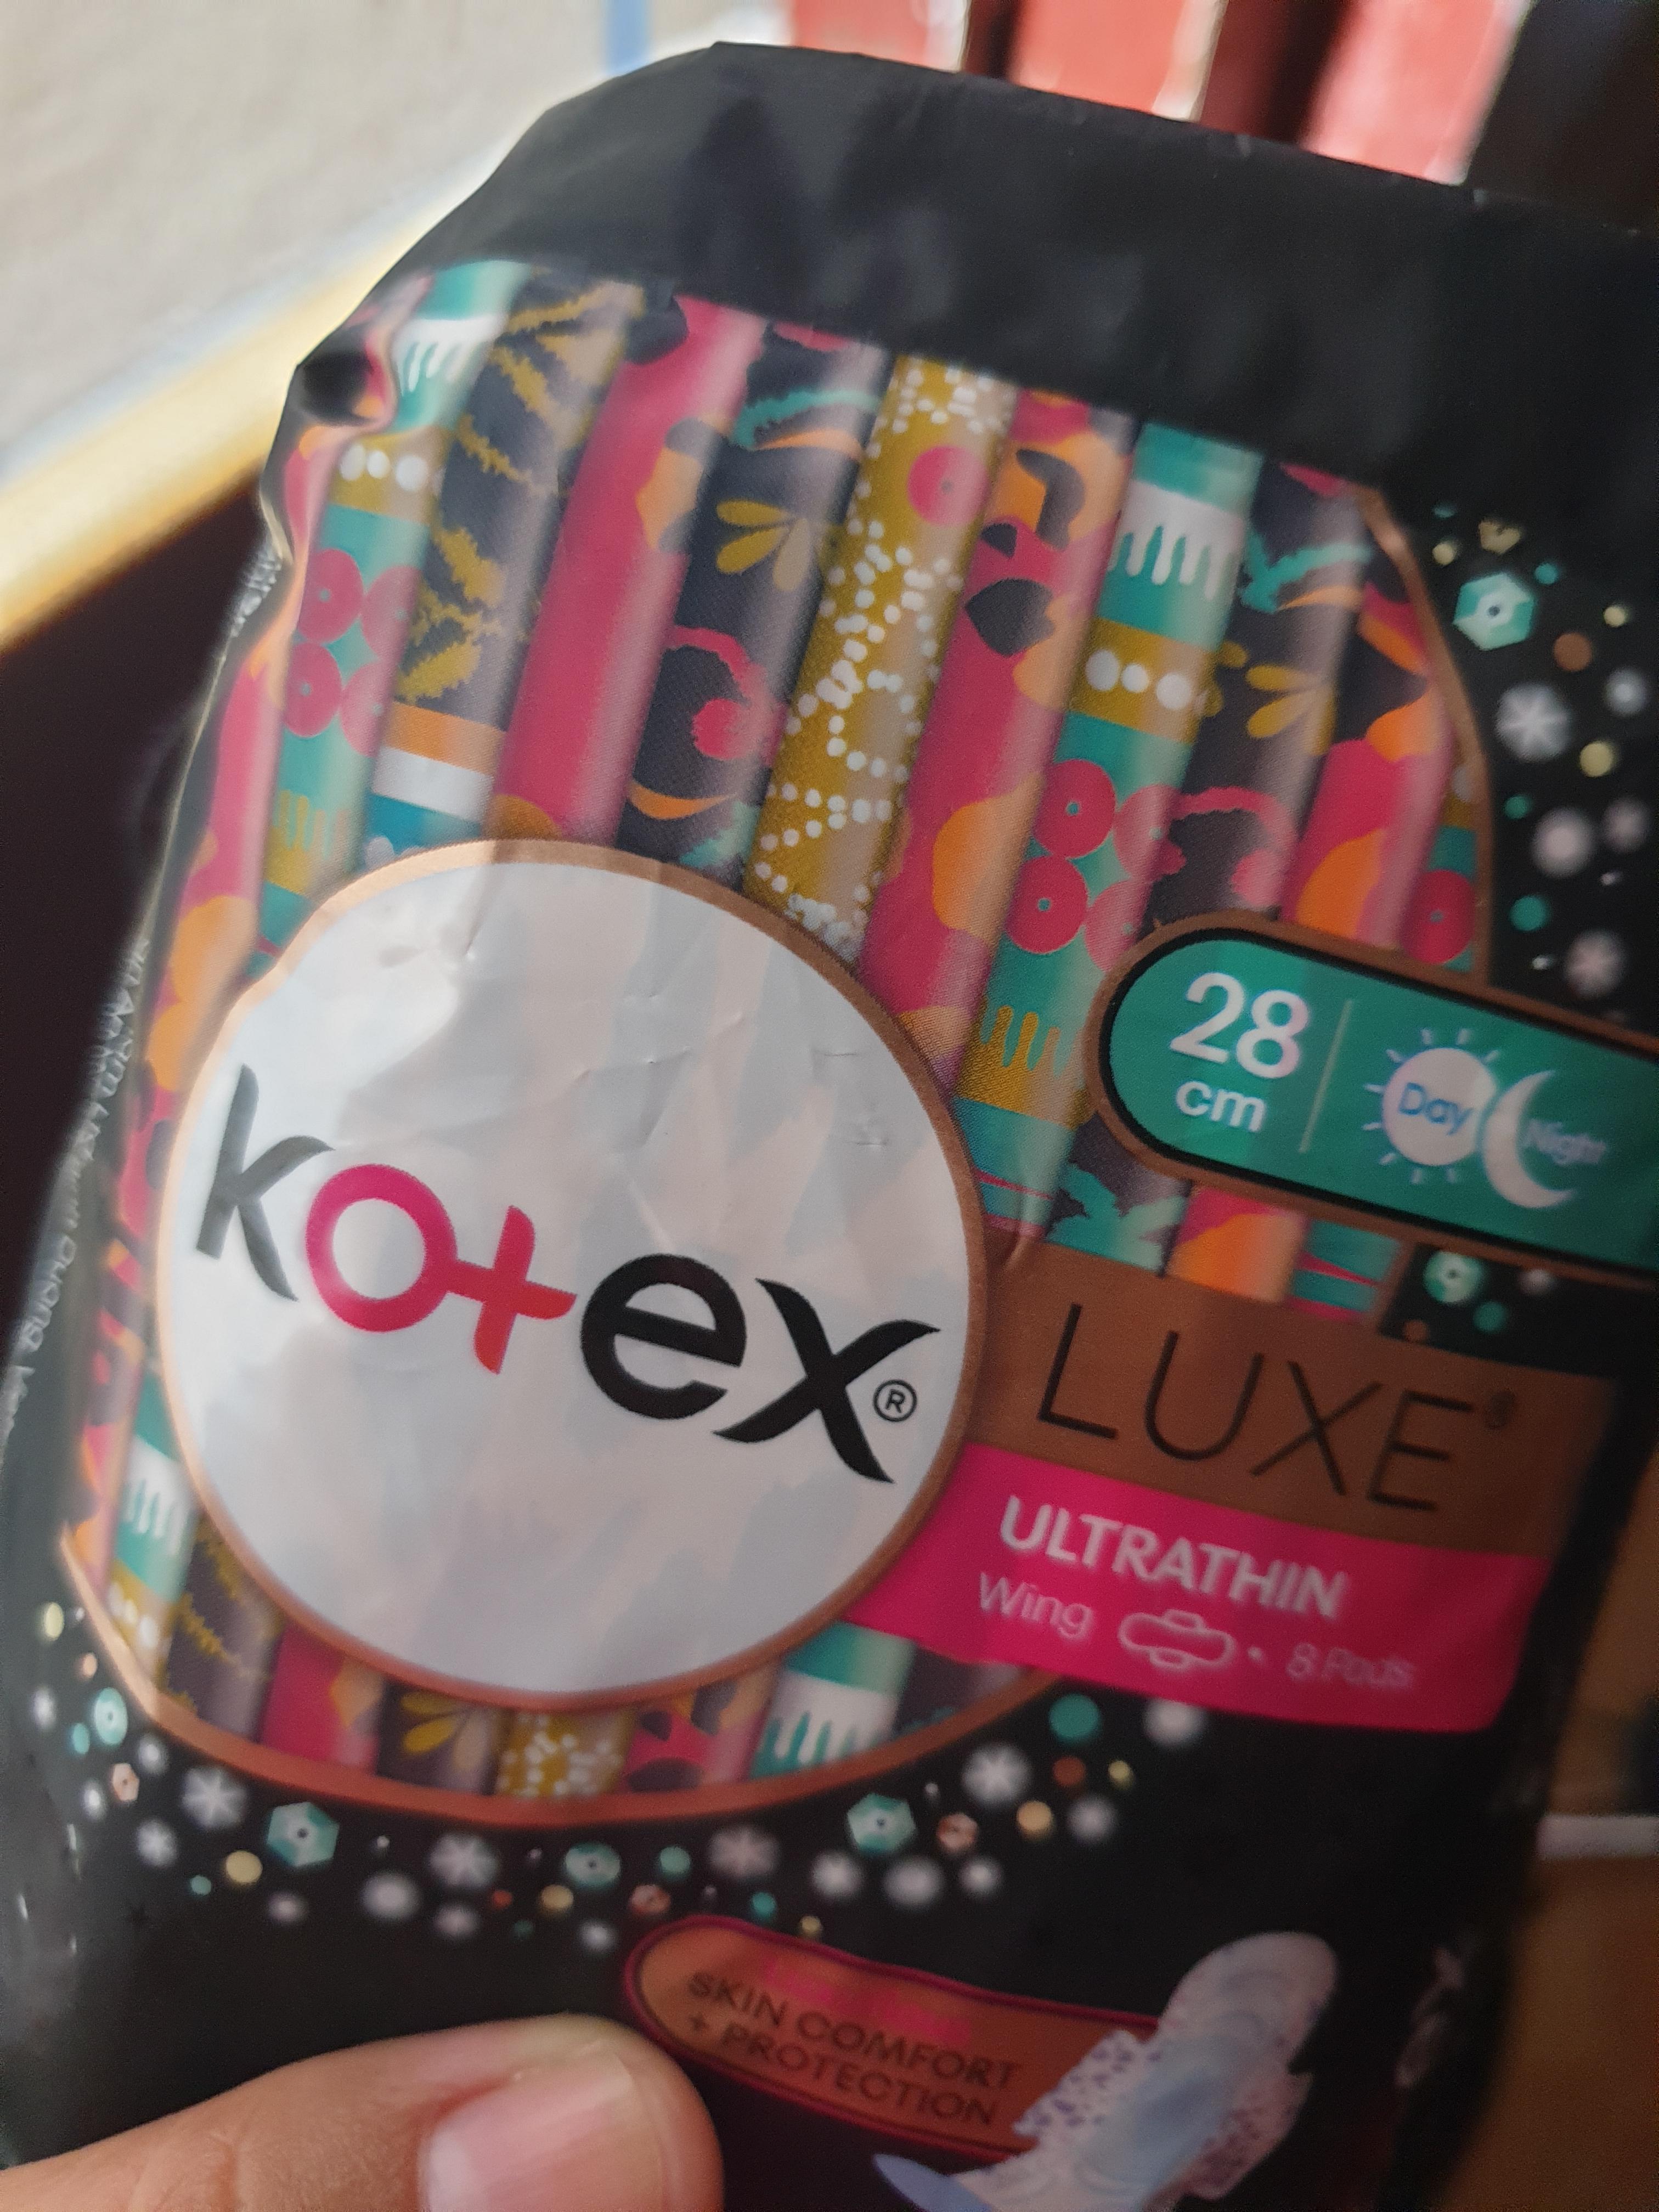 28
cm
Day
Night
kotex®
LUXE®
ULTRATHIN
Wing • 8 Pads
SKIN COMFORT
+ PROTECTION